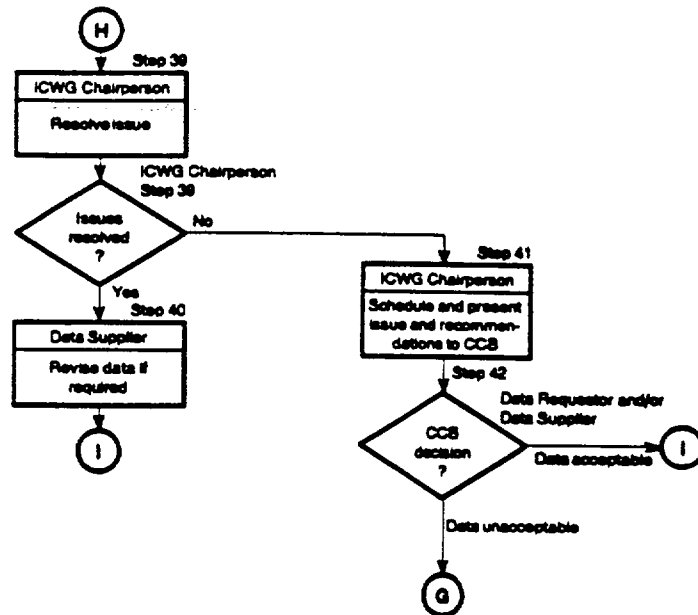 H
Step 39
ICWG Chairperson
Resolve issue
ICWG Chairperson
Step 39
Issues
resolved
?
No
Yes
Step 40
Data Supplier
Revise data if
required
I
Step 41
ICWG Chairperson
Schedule and present
issue and recommen-
dations to CCB
Step 42
CCB
decision
?
Data Requestor and/or
Data Supplier
Data acceptable
I
Data unacceptable
G